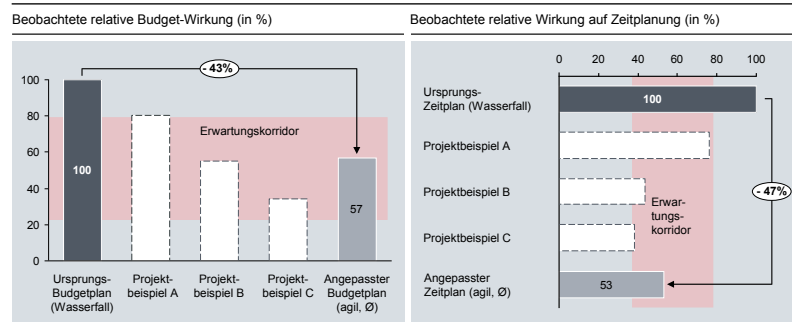 Beobachtete relative Budget-Wirkung (in %)
- 43%
100
80
60
40
20
0
Erwartungskorridor
100
57
Ursprungs-
Budgetplan
(Wasserfall)
Projekt-
beispiel A
Projekt-
beispiel B
Projekt-
beispiel C
Angepasster
Budgetplan
(agil, Ø)
Beobachtete relative Wirkung auf Zeitplanung (in %)
0 20 40 60 80 100
Ursprungs-
Zeitplan (Wasserfall)
100
Projektbeispiel A
Projektbeispiel B
Projektbeispiel C
Erwar-
tungs-
korridor
- 47%
Angepasster
Zeitplan (agil, Ø)
53